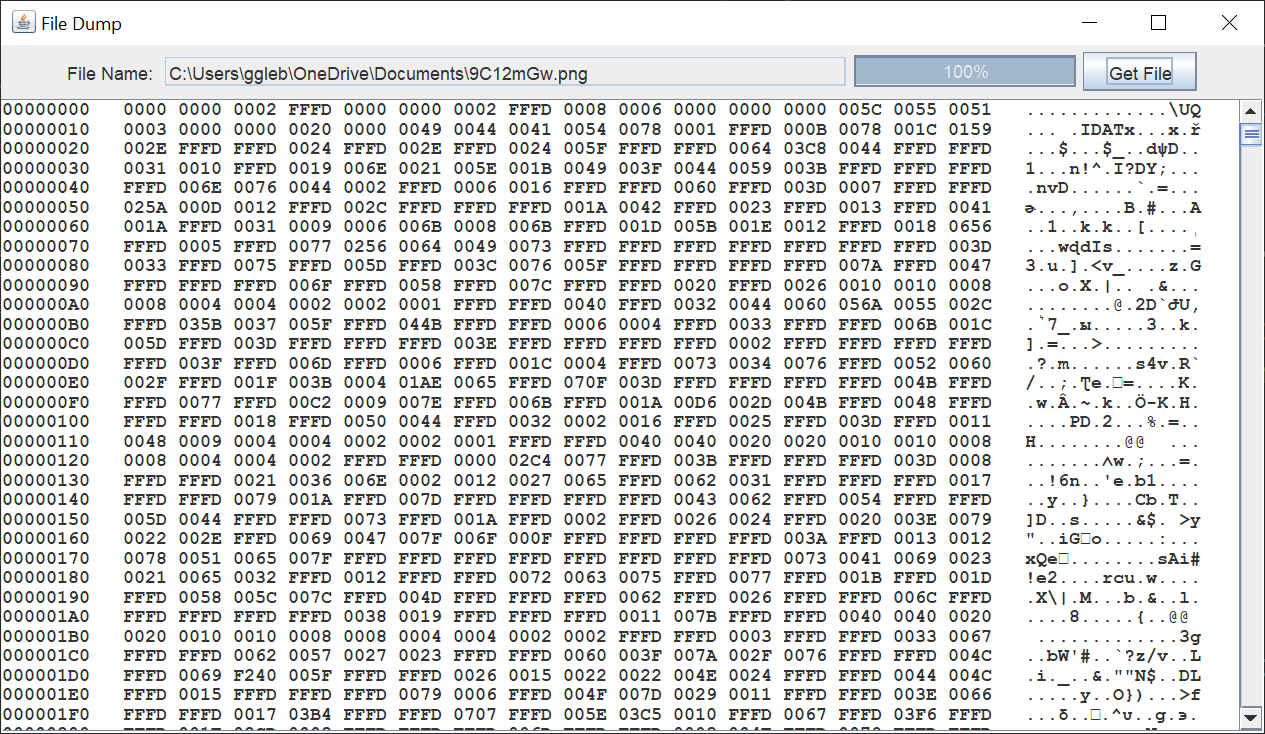 File Dump
File Name: C:\Users\ggleb\OneDrive\Documents\9C12mGw.png 100% Get File
00000000 0000 0000 0002 FFFD 0000 0000 0002 FFFD 0008 0006 0000 0000 0000 005C 0055 0051 .............\UQ
00000010 0003 0000 0000 0020 0000 0049 0044 0041 0054 0078 0001 FFFD 000B 0078 001C 0159 ... .IDATx...x.ř
00000020 002E FFFD FFFD 0024 FFFD 002E FFFD 0024 005F FFFD FFFD 0064 03C8 0044 FFFD FFFD ...$...$_..dψD..
00000030 0031 0010 FFFD 0019 006E 0021 005E 001B 0049 003F 0044 0059 003B FFFD FFFD FFFD 1...n!^.I?DY;...
00000040 FFFD 006E 0076 0044 0002 FFFD 0006 0016 FFFD FFFD 0060 FFFD 003D 0007 FFFD FFFD .nvD......`.=...
00000050 025A 000D 0012 FFFD 002C FFFD FFFD FFFD 001A 0042 FFFD 0023 FFFD 0013 FFFD 0041 ɚ...,....B.#...A
00000060 001A FFFD 0031 0009 0006 006B 0008 006B FFFD 001D 005B 001E 0012 FFFD 0018 0656 ..1..k.k..[....ٖ
00000070 FFFD 0005 FFFD 0077 0256 0064 0049 0073 FFFD FFFD FFFD FFFD FFFD FFFD FFFD 003D ...wɖdIs.......=
00000080 0033 FFFD 0075 FFFD 005D FFFD 003C 0076 005F FFFD FFFD FFFD FFFD 007A FFFD 0047 3.u.].<v_....z.G
00000090 FFFD FFFD FFFD 006F FFFD 0058 FFFD 007C FFFD FFFD 0020 FFFD 0026 0010 0010 0008 ...o.X.|.. .&...
000000A0 0008 0004 0004 0002 0002 0001 FFFD FFFD 0040 FFFD 0032 0044 0060 056A 0055 002C ........@.2D`ժU,
000000B0 FFFD 035B 0037 005F FFFD 044B FFFD FFFD 0006 0004 FFFD 0033 FFFD FFFD 006B 001C .͛7_.ы.....3..k.
000000C0 005D FFFD 003D FFFD FFFD FFFD 003E FFFD FFFD FFFD FFFD 0002 FFFD FFFD FFFD FFFD ].=...>.........
000000D0 FFFD 003F FFFD 006D FFFD 0006 FFFD 001C 0004 FFFD 0073 0034 0076 FFFD 0052 0060 .?.m......s4v.R`
000000E0 002F FFFD 001F 003B 0004 01AE 0065 FFFD 070F 003D FFFD FFFD FFFD FFFD 004B FFFD /..;.Ʈe.܏=....K.
000000F0 FFFD 0077 FFFD 00C2 0009 007E FFFD 006B FFFD 001A 00D6 002D 004B FFFD 0048 FFFD .w.Â.~.k..Ö-K.H.
00000100 FFFD FFFD 0018 FFFD 0050 0044 FFFD 0032 0002 0016 FFFD 0025 FFFD 003D FFFD 0011 ....PD.2...%.=..
00000110 0048 0009 0004 0004 0002 0002 0001 FFFD FFFD 0040 0040 0020 0020 0010 0010 0008 H........@@  ...
00000120 0008 0004 0004 0002 FFFD FFFD 0000 02C4 0077 FFFD 003B FFFD FFFD FFFD 003D 0008 .......˄w.;...=.
00000130 FFFD FFFD 0021 0036 006E 0002 0012 0027 0065 FFFD 0062 0031 FFFD FFFD FFFD 0017 ..!6n..'e.b1....
00000140 FFFD FFFD 0079 001A FFFD 007D FFFD FFFD FFFD FFFD 0043 0062 FFFD 0054 FFFD FFFD ..y..}....Cb.T..
00000150 005D 0044 FFFD FFFD 0073 FFFD 001A FFFD 0002 FFFD 0026 0024 FFFD 0020 003E 0079 ]D..s.....&$. >y
00000160 0022 002E FFFD 0069 0047 007F 006F 000F FFFD FFFD FFFD FFFD 003A FFFD 0013 0012 "..iG□o.....:...
00000170 0078 0051 0065 007F FFFD FFFD FFFD FFFD FFFD FFFD FFFD FFFD 0073 0041 0069 0023 xQe□........sAi#
00000180 0021 0065 0032 FFFD 0012 FFFD FFFD 0072 0063 0075 FFFD 0077 FFFD 001B FFFD 001D !e2....rcu.w....
00000190 FFFD 0058 005C 007C FFFD 004D FFFD FFFD FFFD 0062 FFFD 0026 FFFD FFFD 006C FFFD .X\|.M...b.&..l.
000001A0 FFFD FFFD FFFD FFFD 0038 0019 FFFD FFFD FFFD 0011 007B FFFD FFFD 0040 0040 0020 ....8.....{..@@ 
000001B0 0020 0010 0010 0008 0008 0004 0004 0002 0002 FFFD FFFD 0003 FFFD FFFD 0033 0067  .............3g
000001C0 FFFD FFFD 0062 0057 0027 0023 FFFD FFFD 0060 003F 007A 002F 0076 FFFD FFFD 004C ..bW'#..`?z/v..L
000001D0 FFFD 0069 F240 005F FFFD FFFD 0026 0015 0022 0022 004E 0024 FFFD FFFD 0044 004C .i._..&.""N$..DL
000001E0 FFFD 0015 FFFD FFFD FFFD FFFD 0079 0006 FFFD 004F 007D 0029 0011 FFFD 003E 0066 ......y..O})..>f
000001F0 FFFD FFFD 0017 03B4 FFFD FFFD 0707 FFFD 005E 03C5 0010 FFFD 0067 FFFD 03F6 FFFD ...δ..܇.^υ..g.϶.